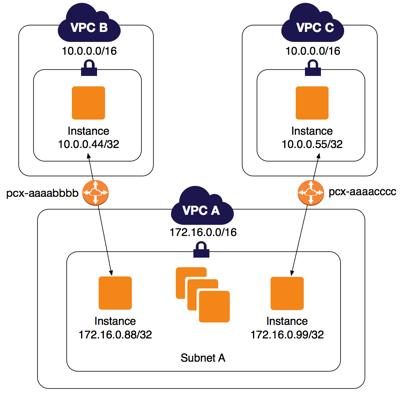 VPC B
10.0.0.0/16
Instance
10.0.0.44/32
VPC C
10.0.0.0/16
Instance
10.0.0.55/32
pcx-aaaabbbb
pcx-aaaacccc
VPC A
172.16.0.0/16
Instance
172.16.0.88/32
Instance
172.16.0.99/32
Subnet A